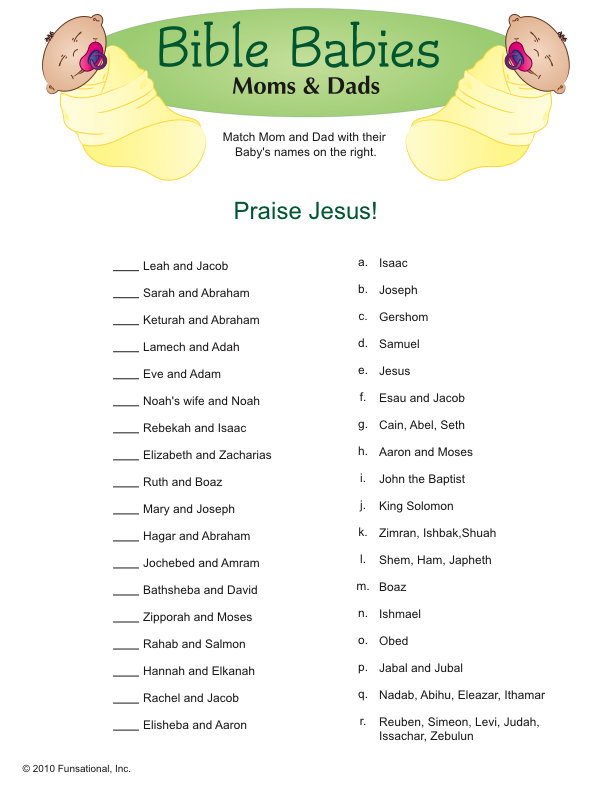 Bible Babies
Moms & Dads
Match Mom and Dad with their
Baby's names on the right.
Praise Jesus!
____ Leah and Jacob
____ Sarah and Abraham
____ Keturah and Abraham
____ Lamech and Adah
____ Eve and Adam
____ Noah's wife and Noah
____ Rebekah and Isaac
____ Elizabeth and Zacharias
____ Ruth and Boaz
____ Mary and Joseph
____ Hagar and Abraham
____ Jochebed and Amram
____ Bathsheba and David
____ Zipporah and Moses
____ Rahab and Salmon
____ Hannah and Elkanah
____ Rachel and Jacob
____ Elisheba and Aaron
a. Isaac
b. Joseph
c. Gershom
d. Samuel
e. Jesus
f. Esau and Jacob
g. Cain, Abel, Seth
h. Aaron and Moses
i. John the Baptist
j. King Solomon
k. Zimran, Ishbak,Shuah
l. Shem, Ham, Japheth
m. Boaz
n. Ishmael
o. Obed
p. Jabal and Jubal
q. Nadab, Abihu, Eleazar, Ithamar
r. Reuben, Simeon, Levi, Judah,
Issachar, Zebulun
© 2010 Funsational, Inc.